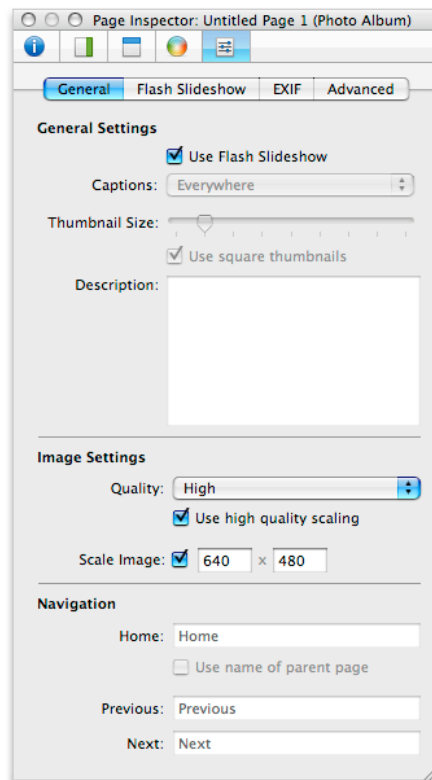 Page Inspector: Untitled Page 1 (Photo Album)
General Flash Slideshow EXIF Advanced
General Settings
Use Flash Slideshow
Captions: Everywhere
Thumbnail Size:
Use square thumbnails
Description:
Image Settings
Quality: High
Use high quality scaling
Scale Image: 640 x 480
Navigation
Home: Home
Use name of parent page
Previous: Previous
Next: Next